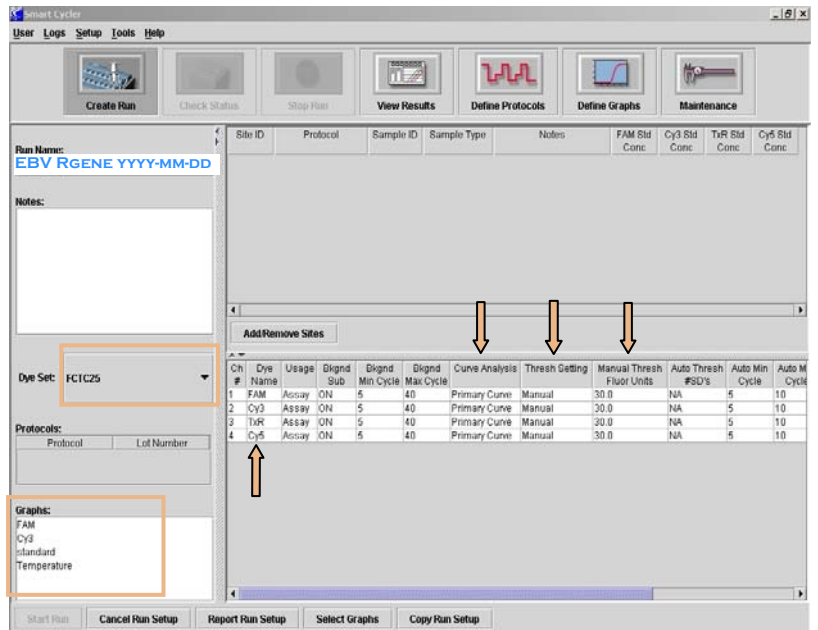 Smart Cycler
User Logs Setup Tools Help
Create Run Check Status Stop Run View Results Define Protocols Define Graphs Maintenance
Run Name:
EBV RGENE YYYY-MM-DD
Notes:
Dye Set: FCTC25
Protocols:
Protocol Lot Number
Graphs:
FAM
Cy3
standard
Temperature
Site ID Protocol Sample ID Sample Type Notes FAM Std Conc Cy3 Std Conc TxR Std Conc Cy5 Std Conc
Add/Remove Sites
Ch # Dye Name Usage Bkgnd Sub Bkgnd Min Cycle Bkgnd Max Cycle Curve Analysis Thresh Setting Manual Thresh Fluor Units Auto Thresh #SD's Auto Min Cycle Auto M Cycle
1 FAM Assay ON 5 40 Primary Curve Manual 30.0 NA 5 10
2 Cy3 Assay ON 5 40 Primary Curve Manual 30.0 NA 5 10
3 TxR Assay ON 5 40 Primary Curve Manual 30.0 NA 5 10
4 Cy5 Assay ON 5 40 Primary Curve Manual 30.0 NA 5 10
Start Run Cancel Run Setup Report Run Setup Select Graphs Copy Run Setup